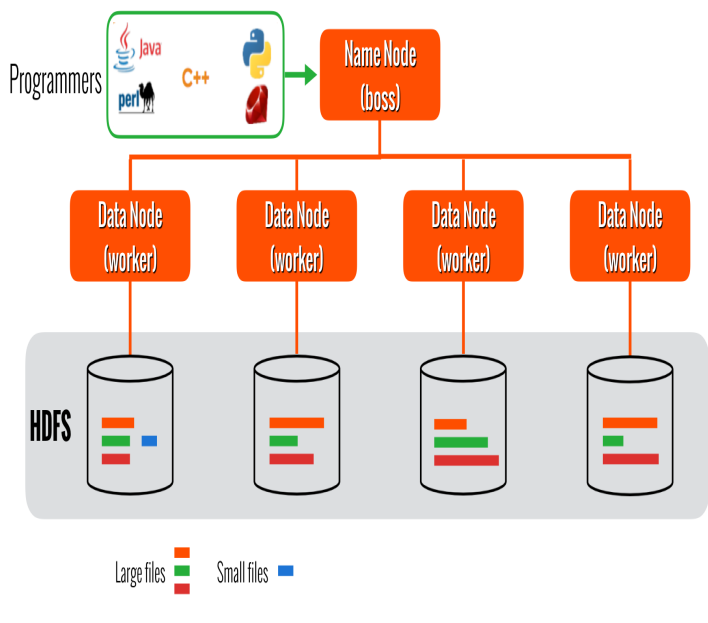 Java
C++
perl
Programmers
Name Node
(boss)
Data Node
(worker)
Data Node
(worker)
Data Node
(worker)
Data Node
(worker)
HDFS
Large files
Small files